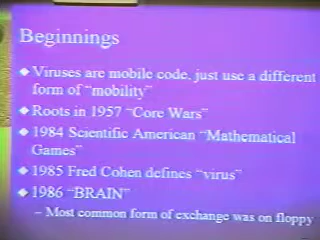 Beginnings
◆ Viruses are mobile code, just use a different
form of "mobility"
◆ Roots in 1957 "Core Wars"
◆ 1984 Scientific American "Mathematical
Games"
◆ 1985 Fred Cohen defines "virus"
◆ 1986 "BRAIN"
– Most common form of exchange was on floppy